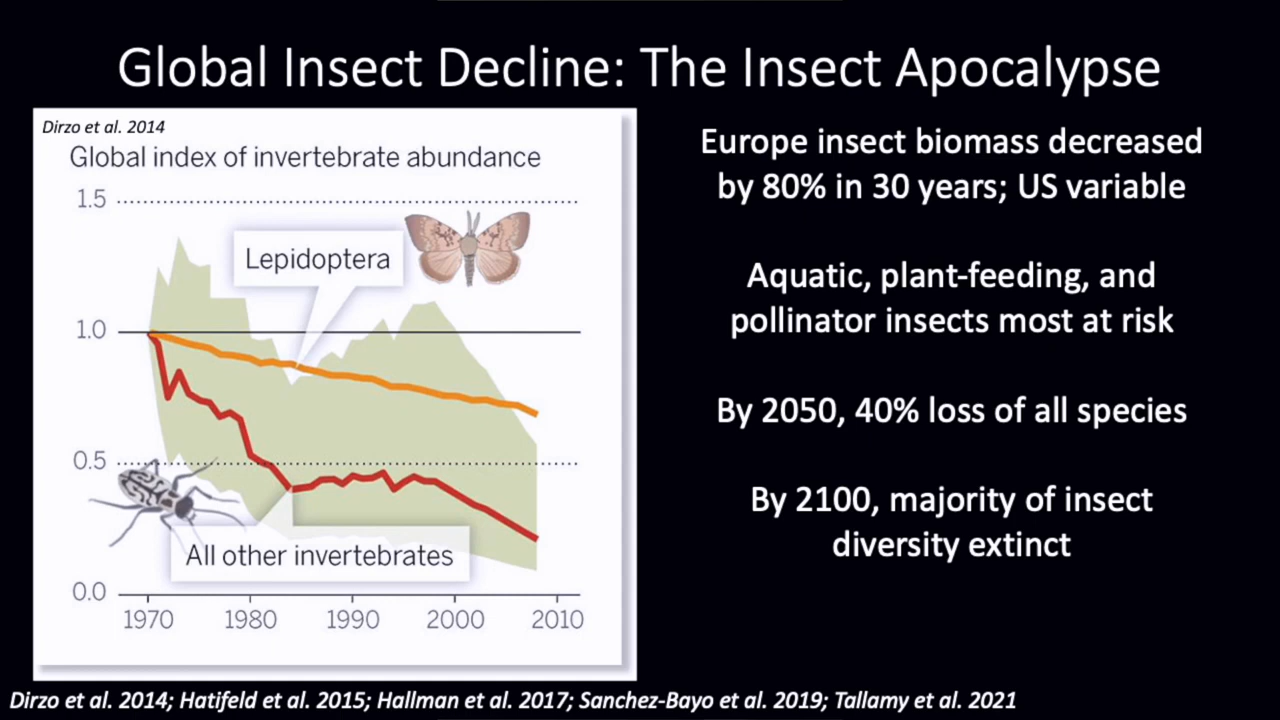 Global Insect Decline: The Insect Apocalypse
Dirzo et al. 2014
Global index of invertebrate abundance
1.5
Lepidoptera
1.0
0.5
All other invertebrates
0.0
1970 1980 1990 2000 2010
Europe insect biomass decreased
by 80% in 30 years; US variable
Aquatic, plant-feeding, and
pollinator insects most at risk
By 2050, 40% loss of all species
By 2100, majority of insect
diversity extinct
Dirzo et al. 2014; Hatifeld et al. 2015; Hallman et al. 2017; Sanchez-Bayo et al. 2019; Tallamy et al. 2021